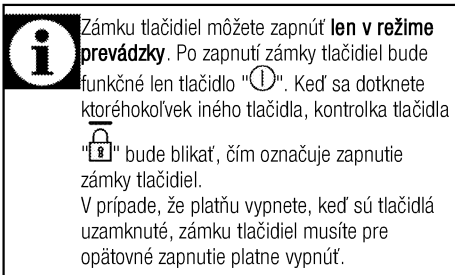 Zámku tlačidiel môžete zapnúť len v režime
prevádzky. Po zapnutí zámky tlačidiel bude
funkčné len tlačidlo "". Keď sa dotknete
ktoréhokoľvek iného tlačidla, kontrolka tlačidla
"" bude blikať, čím označuje zapnutie
zámky tlačidiel.
V prípade, že platňu vypnete, keď sú tlačidlá
uzamknuté, zámku tlačidiel musíte pre
opätovné zapnutie platne vypnúť.